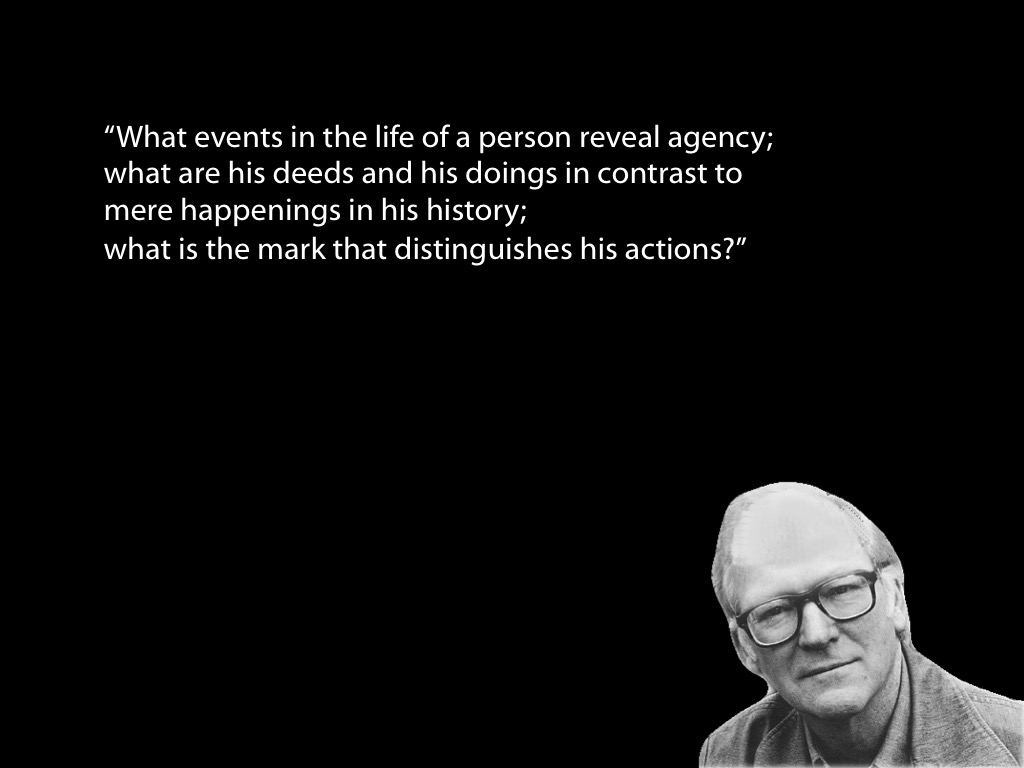 “What events in the life of a person reveal agency;
what are his deeds and his doings in contrast to
mere happenings in his history;
what is the mark that distinguishes his actions?”